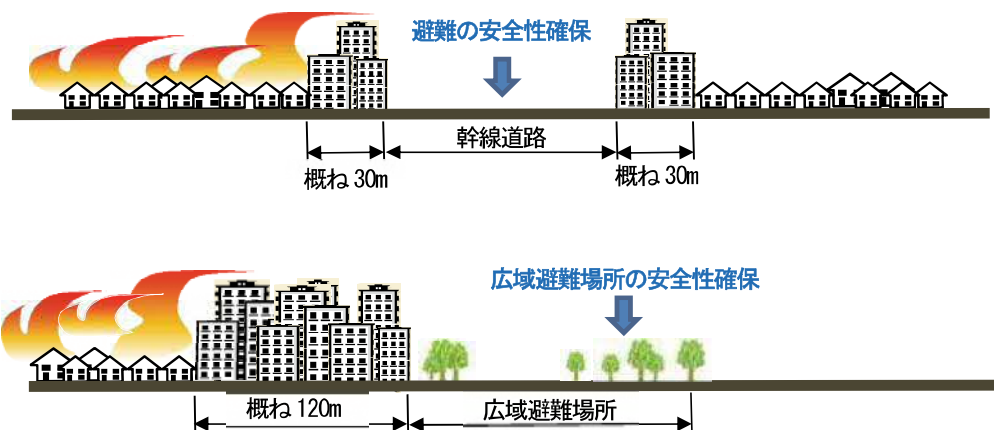 避難の安全性確保
幹線道路
概ね 30m
概ね 30m
広域避難場所の安全性確保
概ね 120m
広域避難場所